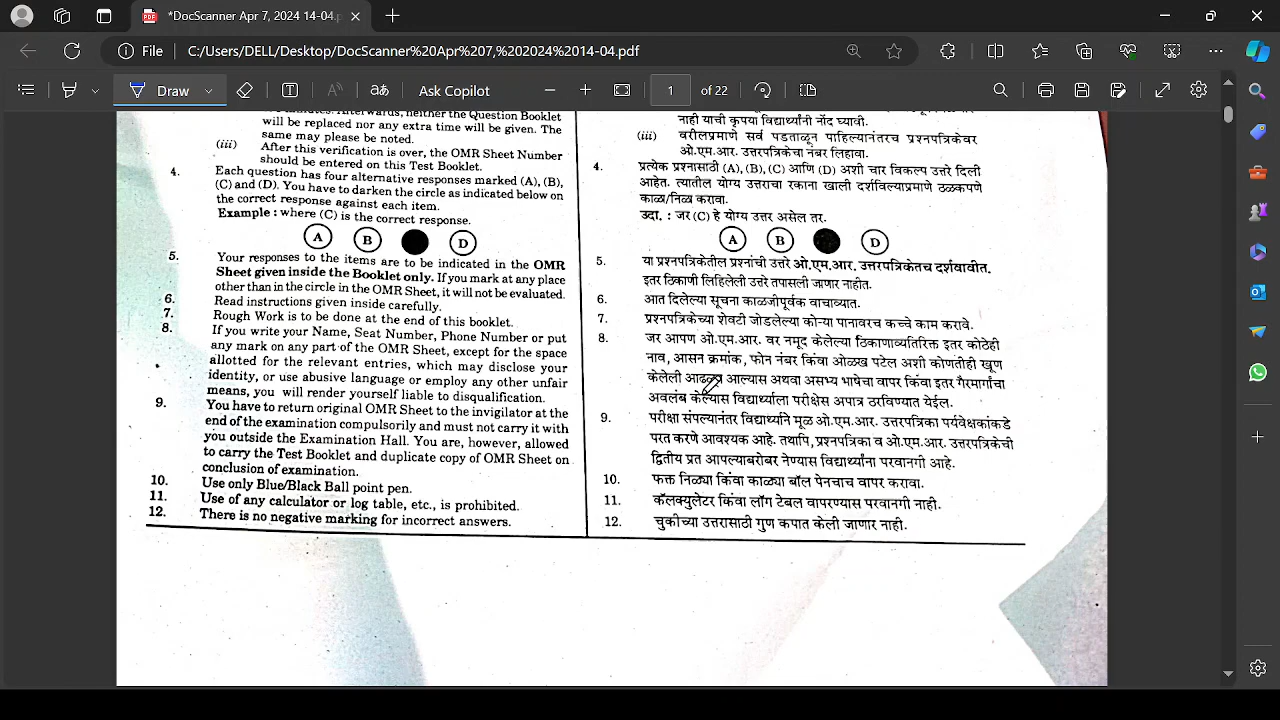 *DocScanner Apr 7, 2024 14-04.p
File
C:/Users/DELL/Desktop/DocScanner%20Apr%207,%202024%2014-04.pdf
Draw
Ask Copilot
1 of 22
Afterwards, neither the Question Booklet
will be replaced nor any extra time will be given. The
same may please be noted.
(iii) After this verification is over, the OMR Sheet Number
should be entered on this Test Booklet.
4. Each question has four alternative responses marked (A), (B),
(C) and (D). You have to darken the circle as indicated below on
the correct response against each item.
Example : where (C) is the correct response.
A B D
5. Your responses to the items are to be indicated in the OMR
Sheet given inside the Booklet only. If you mark at any place
other than in the circle in the OMR Sheet, it will not be evaluated.
6. Read instructions given inside carefully.
7. Rough Work is to be done at the end of this booklet.
8. If you write your Name, Seat Number, Phone Number or put
any mark on any part of the OMR Sheet, except for the space
allotted for the relevant entries, which may disclose your
identity, or use abusive language or employ any other unfair
means, you will render yourself liable to disqualification.
9. You have to return original OMR Sheet to the invigilator at the
end of the examination compulsorily and must not carry it with
you outside the Examination Hall. You are, however, allowed
to carry the Test Booklet and duplicate copy of OMR Sheet on
conclusion of examination.
10. Use only Blue/Black Ball point pen.
11. Use of any calculator or log table, etc., is prohibited.
12. There is no negative marking for incorrect answers.
नाही याची कृपया विद्यार्थ्यांनी नोंद घ्यावी.
(iii) वरीलप्रमाणे सर्व पडताळून पाहिल्यानंतरच प्रश्नपत्रिकेवर
ओ.एम.आर. उत्तरपत्रिकेचा नंबर लिहावा.
4. प्रत्येक प्रश्नासाठी (A), (B), (C) आणि (D) अशी चार विकल्प उत्तरे दिली
आहेत. त्यातील योग्य उत्तराचा रकाना खाली दर्शविल्याप्रमाणे ठळकपणे
काळा/निळा करावा.
उदा. : जर (C) हे योग्य उत्तर असेल तर.
A B D
5. या प्रश्नपत्रिकेतील प्रश्नांची उत्तरे ओ.एम.आर. उत्तरपत्रिकेतच दर्शवावीत.
इतर ठिकाणी लिहिलेली उत्तरे तपासली जाणार नाहीत.
6. आत दिलेल्या सूचना काळजीपूर्वक वाचाव्यात.
7. प्रश्नपत्रिकेच्या शेवटी जोडलेल्या कोऱ्या पानावरच कच्चे काम करावे.
8. जर आपण ओ.एम.आर. वर नमूद केलेल्या ठिकाणाव्यतिरिक्त इतर कोठेही
नाव, आसन क्रमांक, फोन नंबर किंवा ओळख पटेल अशी कोणतीही खूण
केलेली आढळून आल्यास अथवा असभ्य भाषेचा वापर किंवा इतर गैरमार्गांचा
अवलंब केल्यास विद्यार्थ्याला परीक्षेस अपात्र ठरविण्यात येईल.
9. परीक्षा संपल्यानंतर विद्यार्थ्याने मूळ ओ.एम.आर. उत्तरपत्रिका पर्यवेक्षकांकडे
परत करणे आवश्यक आहे. तथापि, प्रश्नपत्रिका व ओ.एम.आर. उत्तरपत्रिकेची
द्वितीय प्रत आपल्याबरोबर नेण्यास विद्यार्थ्यांना परवानगी आहे.
10. फक्त निळ्या किंवा काळ्या बॉल पेनचाच वापर करावा.
11. कॅलक्युलेटर किंवा लॉग टेबल वापरण्यास परवानगी नाही.
12. चुकीच्या उत्तरासाठी गुण कपात केली जाणार नाही.